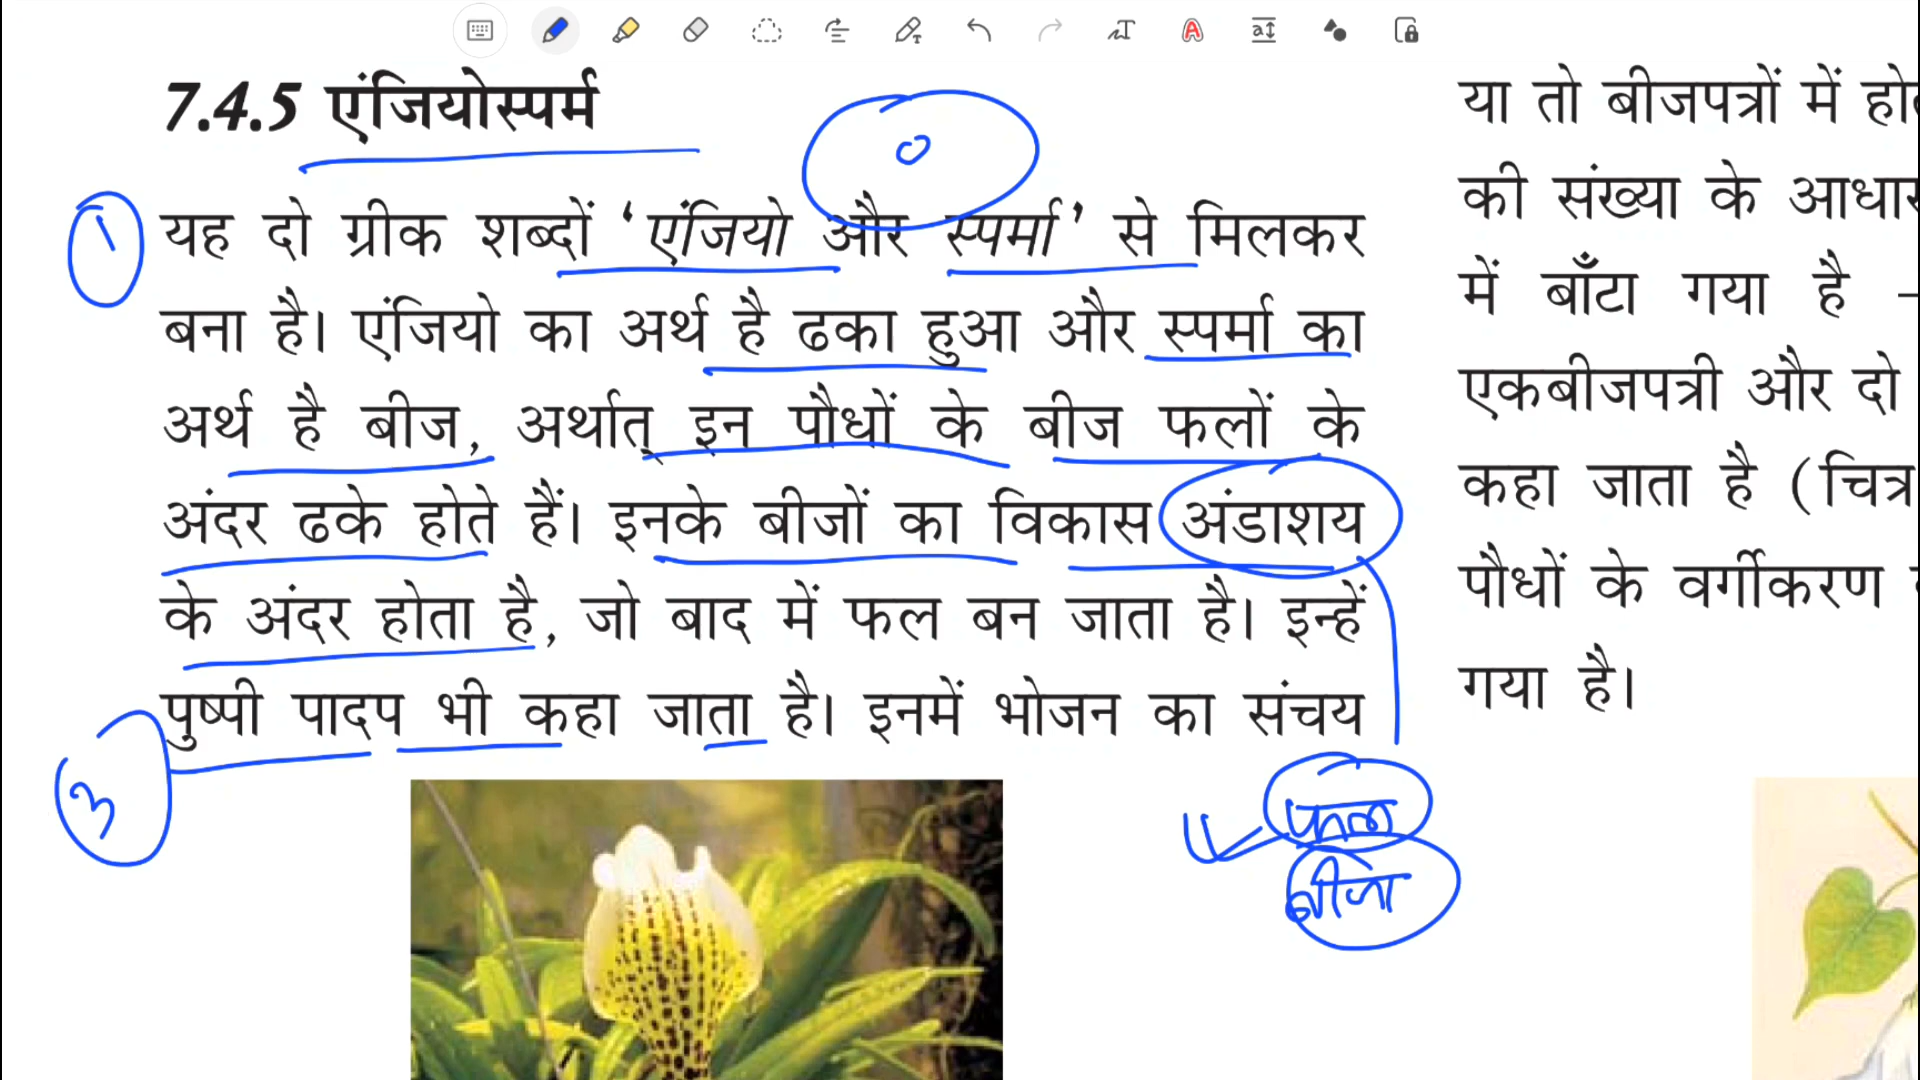 7.4.5 एंजियोस्पर्म
यह दो ग्रीक शब्दों ‘एंजियो और स्पर्मा’ से मिलकर
बना है। एंजियो का अर्थ है ढका हुआ और स्पर्मा का
अर्थ है बीज, अर्थात् इन पौधों के बीज फलों के
अंदर ढके होते हैं। इनके बीजों का विकास अंडाशय
के अंदर होता है, जो बाद में फल बन जाता है। इन्हें
पुष्पी पादप भी कहा जाता है। इनमें भोजन का संचय
फल
या तो बीजपत्रों में
की संख्या के
में बाँटा गया है –
एकबीजपत्री और दो
कहा जाता है (चित्र
पौधों के वर्गीकरण
गया है।